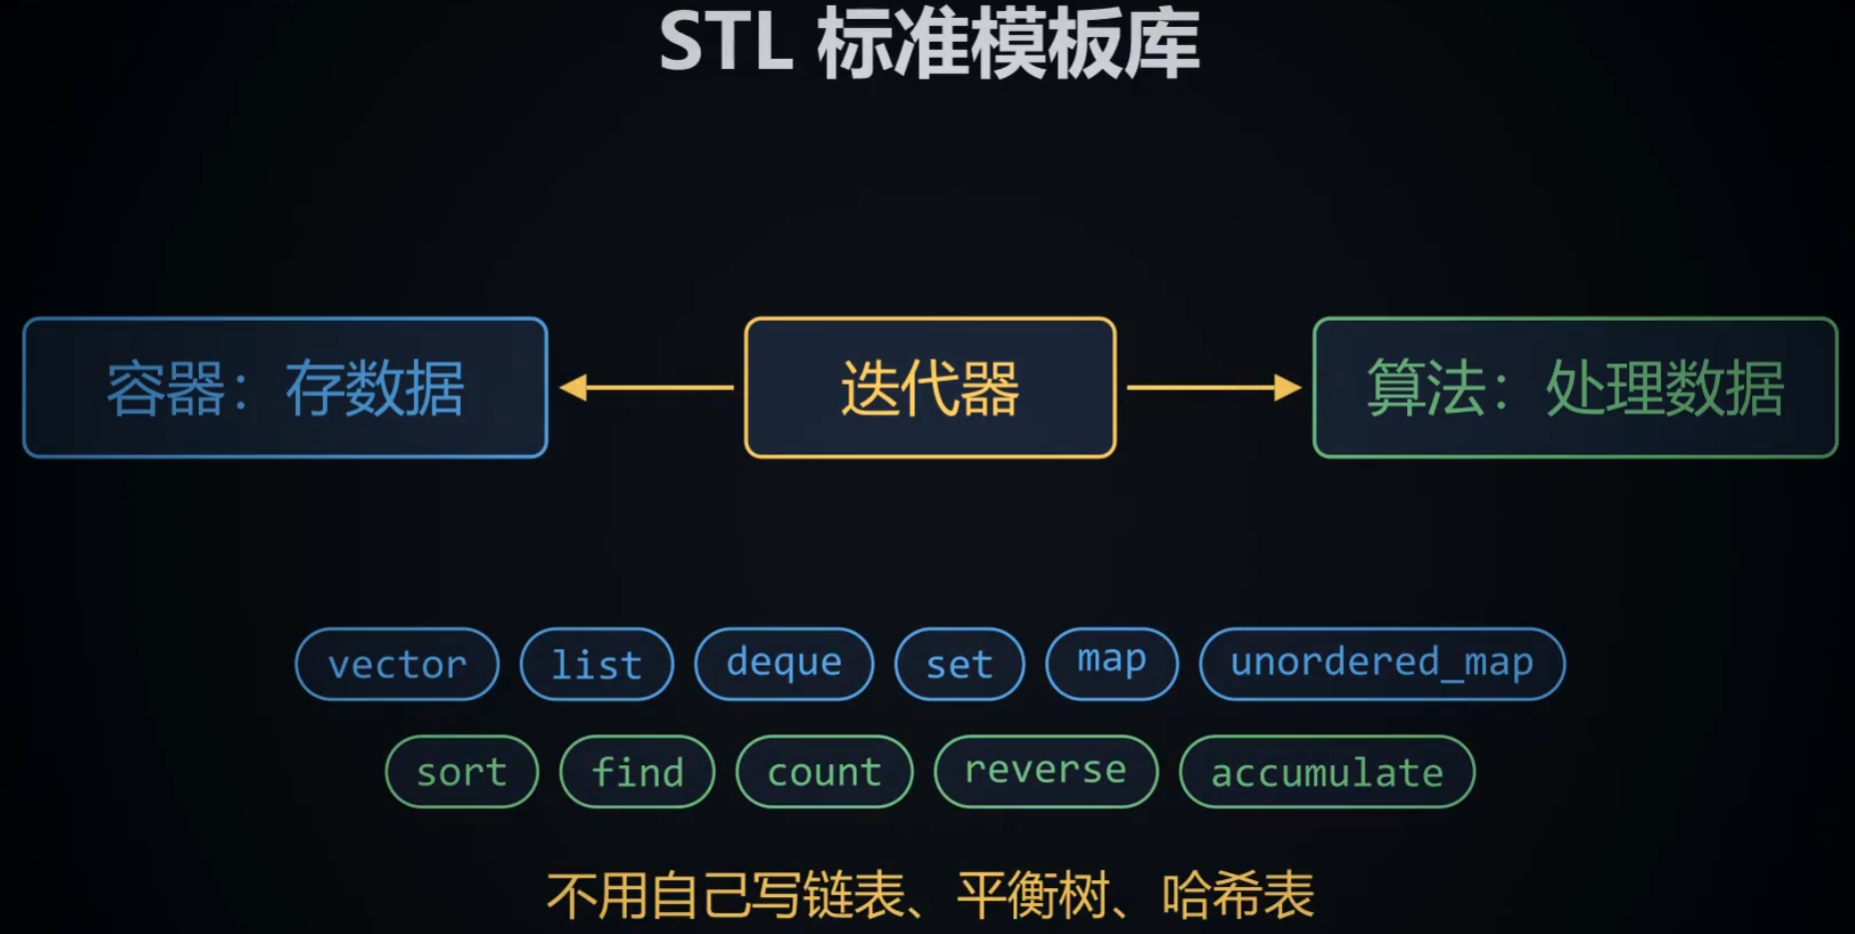 STL 标准模板库
容器：存数据
迭代器
算法：处理数据
vector list deque set map unordered_map
sort find count reverse accumulate
不用自己写链表、平衡树、哈希表